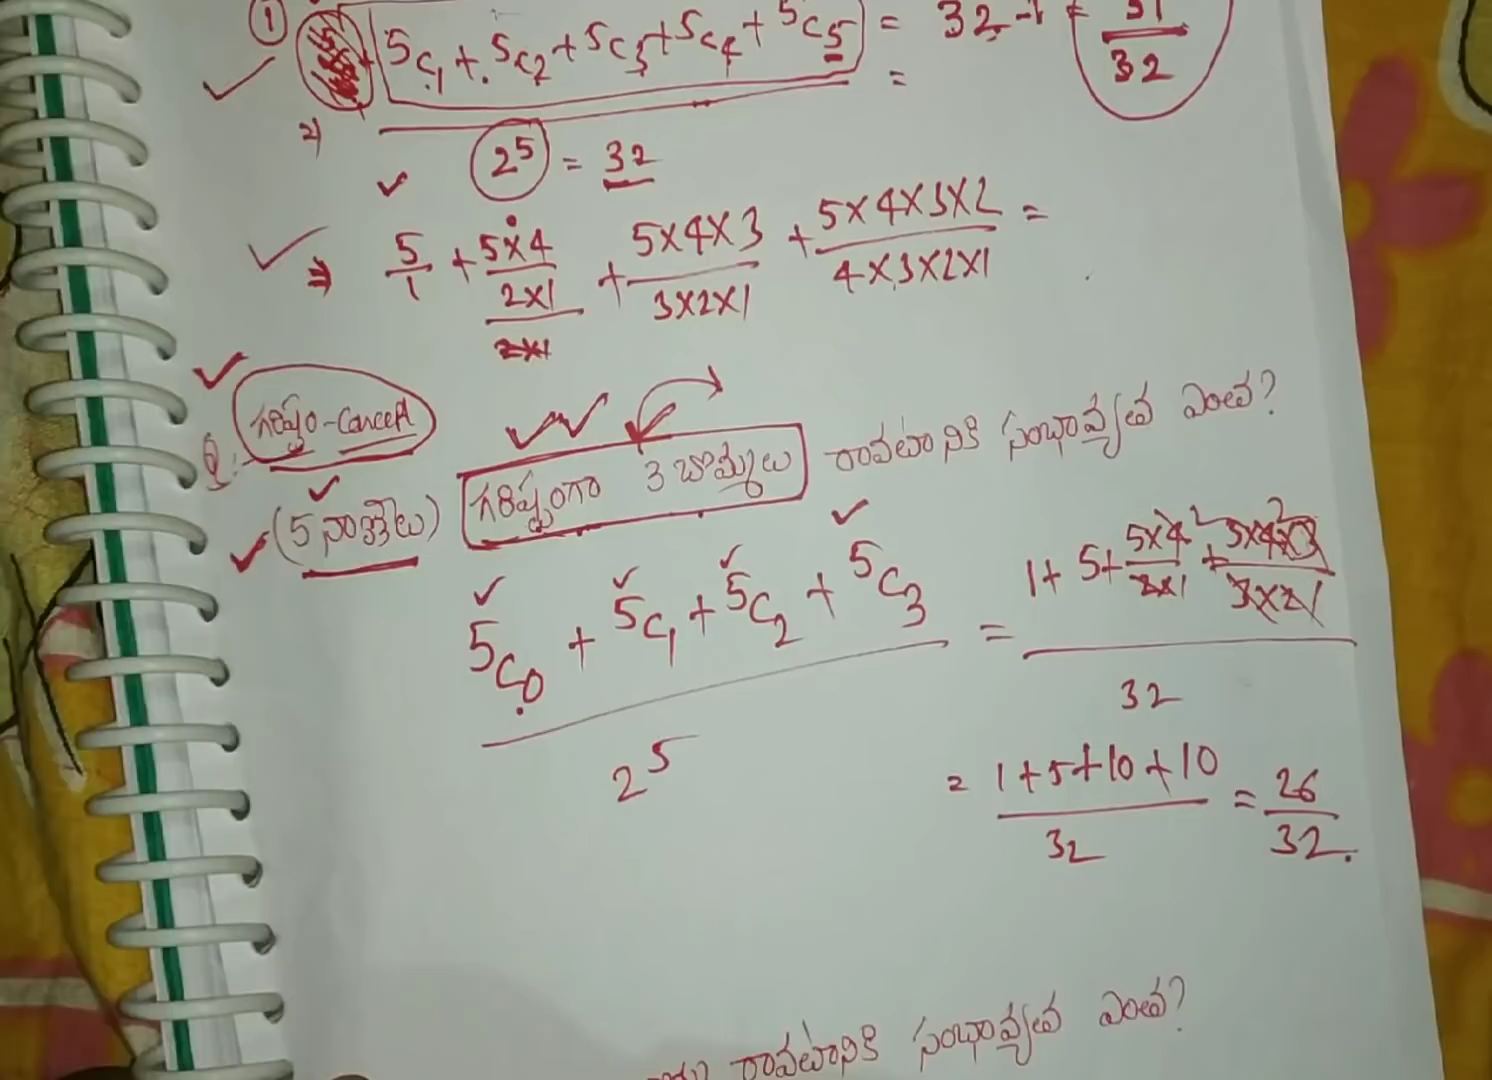 ① ⁵C₁ + ⁵C₂ + ⁵C₃ + ⁵C₄ + ⁵C₅ = 32-1 = 31/32
2) 2⁵ = 32 =
⇒ 5/1 + 5×4/2×1 + 5×4×3/3×2×1 + 5×4×3×2/4×3×2×1 =
గరిష్టం-Cancel
Q: (5 నాణేలు) గరిష్టంగా 3 బొమ్మలు రావటానికి సంభావ్యత ఎంత?
(⁵C₀ + ⁵C₁ + ⁵C₂ + ⁵C₃)/2⁵ = (1 + 5 + 5×4/2×1 + 5×4×3/3×2×1)/32
= (1+5+10+10)/32 = 26/32.
రావటానికి సంభావ్యత ఎంత?